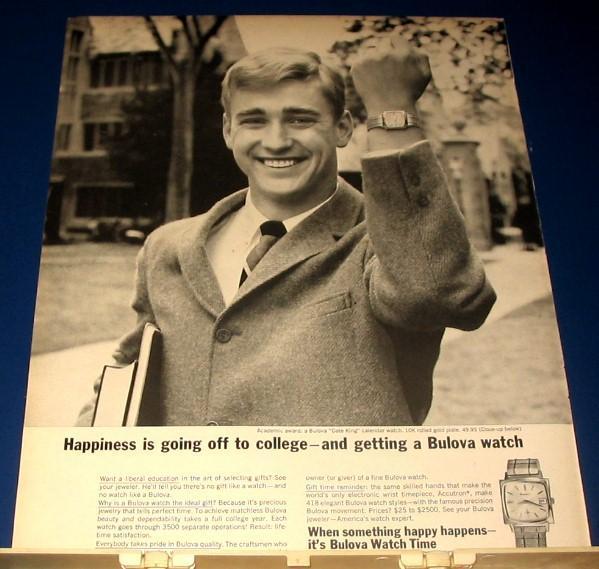 Academic award: a Bulova "Date King" calendar watch. 10K rolled gold plate. 49.95 (Close-up below)
Happiness is going off to college—and getting a Bulova watch
Want a liberal education in the art of selecting gifts? See
your jeweler. He'll tell you there's no gift like a watch—and
no watch like a Bulova.
Why is a Bulova watch the ideal gift? Because it's precious
jewelry that tells perfect time. To achieve matchless Bulova
beauty and dependability takes a full college year. Each
watch goes through 3500 separate operations! Result: life-
time satisfaction.
Everybody takes pride in Bulova quality. The craftsmen who
owner (or giver) of a fine Bulova watch.
Gift time reminder: the same skilled hands that make the
world's only electronic wrist timepiece, Accutron®, make
418 elegant Bulova watch styles—with the famous precision
Bulova movement. Prices? $25 to $2500. See your Bulova
jeweler—America's watch expert.
When something happy happens—
it's Bulova Watch Time